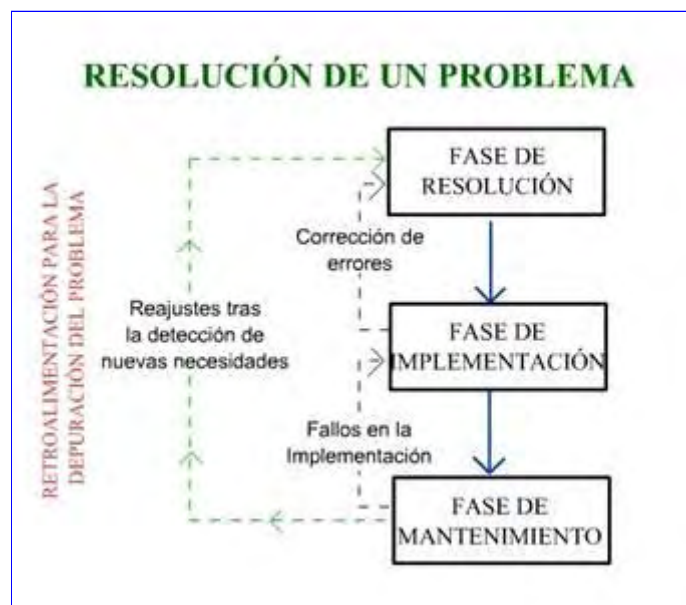 RESOLUCIÓN DE UN PROBLEMA
FASE DE
RESOLUCIÓN
Corrección de
errores
Reajustes tras
la detección de
nuevas necesidades
FASE DE
IMPLEMENTACIÓN
Fallos en la
Implementación
FASE DE
MANTENIMIENTO
RETROALIMENTACIÓN PARA LA
DEPURACIÓN DEL PROBLEMA